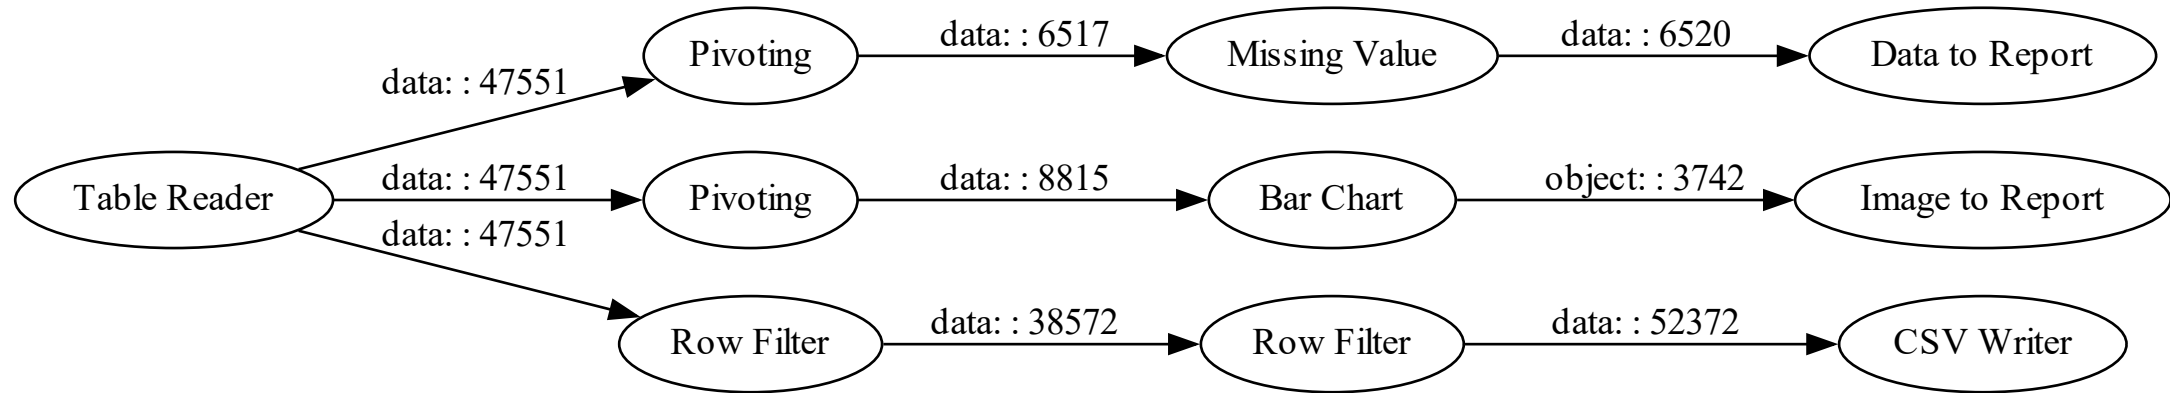 Table Reader
data: : 47551
Pivoting
data: : 6517
Missing Value
data: : 6520
Data to Report
data: : 47551
Pivoting
data: : 8815
Bar Chart
object: : 3742
Image to Report
data: : 47551
Row Filter
data: : 38572
Row Filter
data: : 52372
CSV Writer